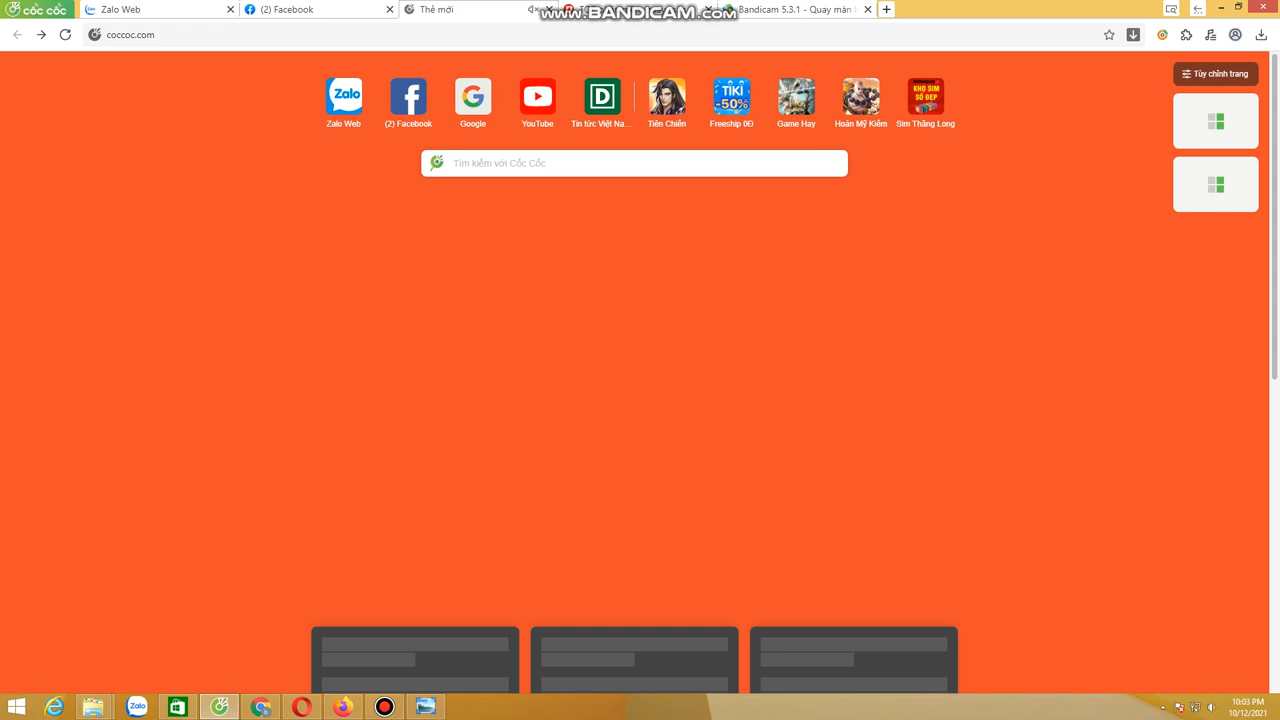 cốc cốc
Zalo Web
(2) Facebook
Thẻ mới
WWW.BANDICAM.COM
Bandicam 5.3.1 - Quay màn
coccoc.com
Tùy chỉnh trang
Zalo
f
G
D
TIKI
-50%
KHO SIM
SỐ ĐẸP
Zalo Web
(2) Facebook
Google
YouTube
Tin tức Việt Na...
Tiên Chiến
Freeship 0Đ
Game Hay
Hoàn Mỹ Kiếm
Sim Thăng Long
Tìm kiếm với Cốc Cốc
Zalo
10:03 PM
10/12/2021